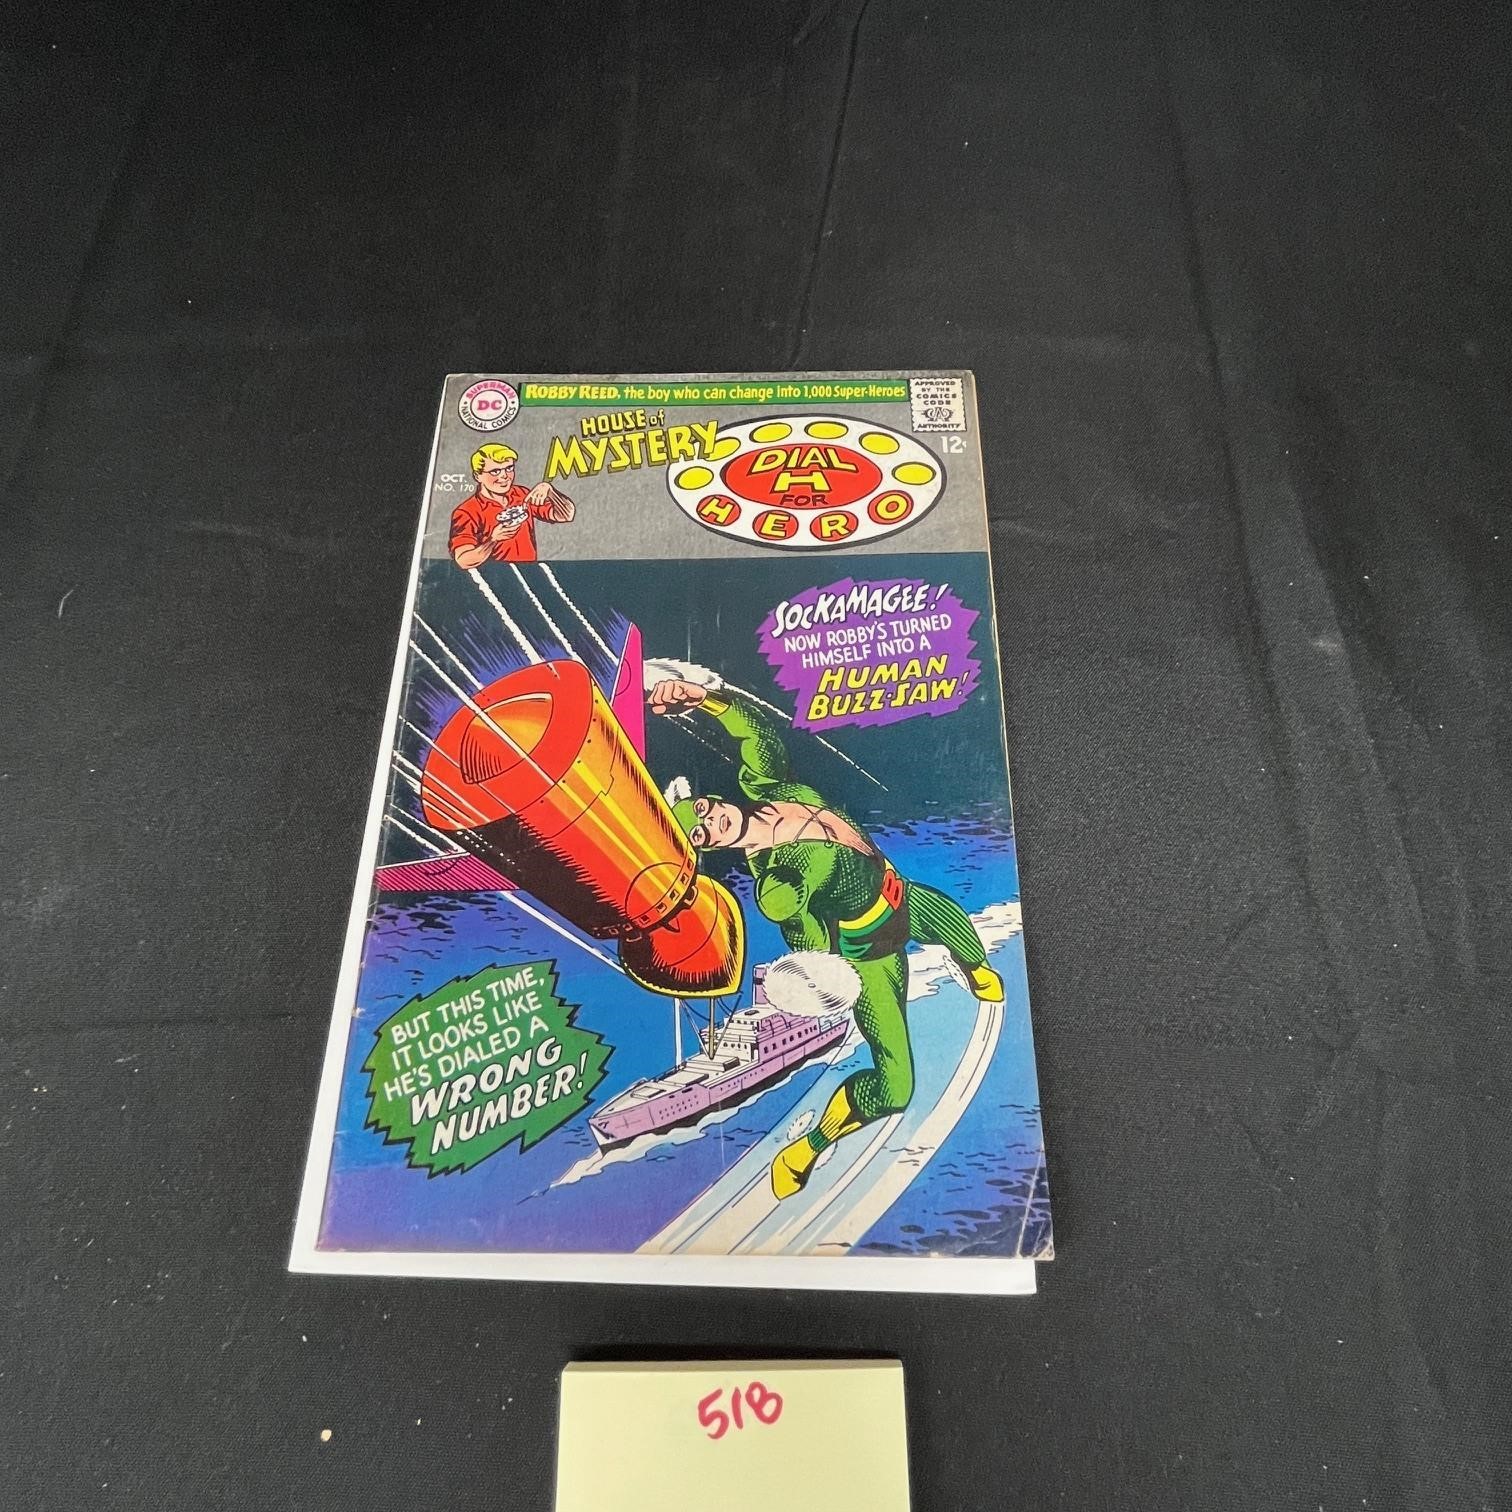 SUPERMAN
DC
NATIONAL COMICS
ROBBY REED, the boy who can change into 1,000 Super-Heroes
APPROVED
BY THE
COMICS
CODE
CA
AUTHORITY
12¢
HOUSE of
MYSTERY
DIAL
H
FOR
HERO
OCT.
NO. 170
SOCKAMAGEE!
NOW ROBBY'S TURNED
HIMSELF INTO A
HUMAN
BUZZ-SAW!
B
BUT THIS TIME,
IT LOOKS LIKE
HE'S DIALED A
WRONG
NUMBER!
518